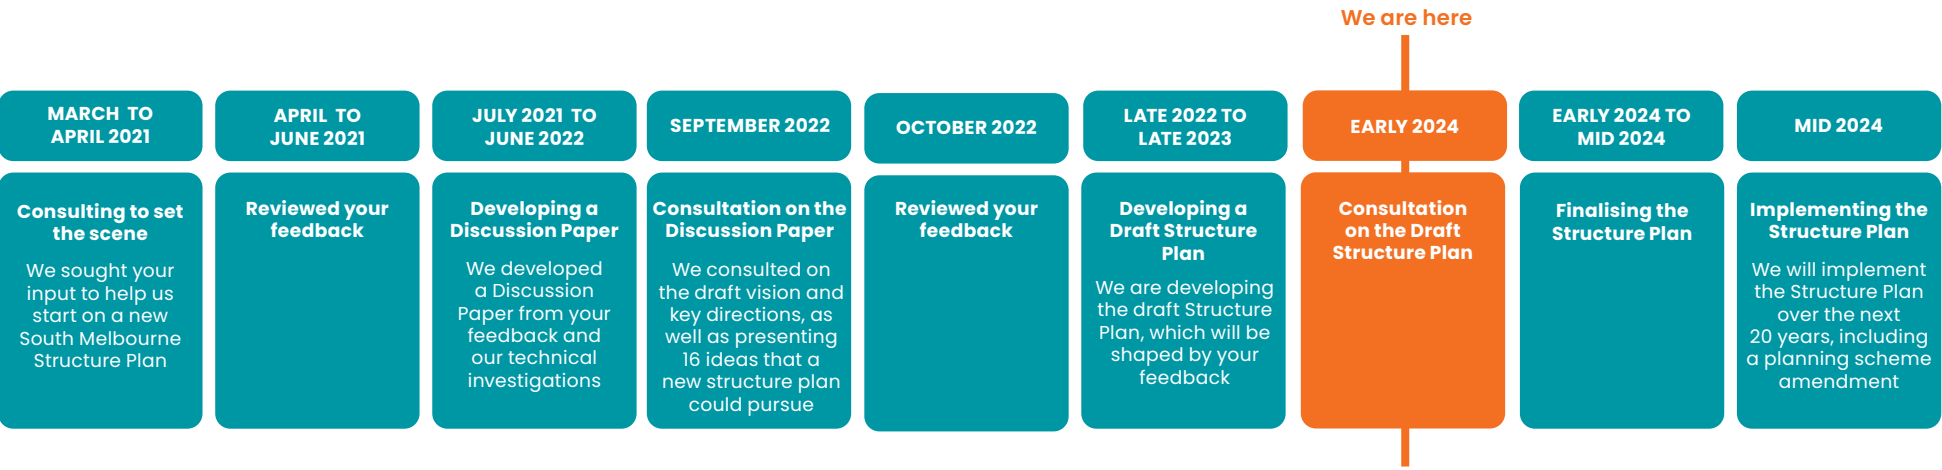 We are here
MARCH TO
APRIL 2021
Consulting to set
the scene
We sought your
input to help us
start on a new
South Melbourne
Structure Plan
APRIL TO
JUNE 2021
Reviewed your
feedback
JULY 2021 TO
JUNE 2022
Developing a
Discussion Paper
We developed
a Discussion
Paper from your
feedback and
our technical
investigations
SEPTEMBER 2022
Consultation on the
Discussion Paper
We consulted on
the draft vision and
key directions, as
well as presenting
16 ideas that a
new structure plan
could pursue
OCTOBER 2022
Reviewed your
feedback
LATE 2022 TO
LATE 2023
Developing a
Draft Structure
Plan
We are developing
the draft Structure
Plan, which will be
shaped by your
feedback
EARLY 2024
Consultation
on the Draft
Structure Plan
EARLY 2024 TO
MID 2024
Finalising the
Structure Plan
MID 2024
Implementing the
Structure Plan
We will implement
the Structure Plan
over the next
20 years, including
a planning scheme
amendment